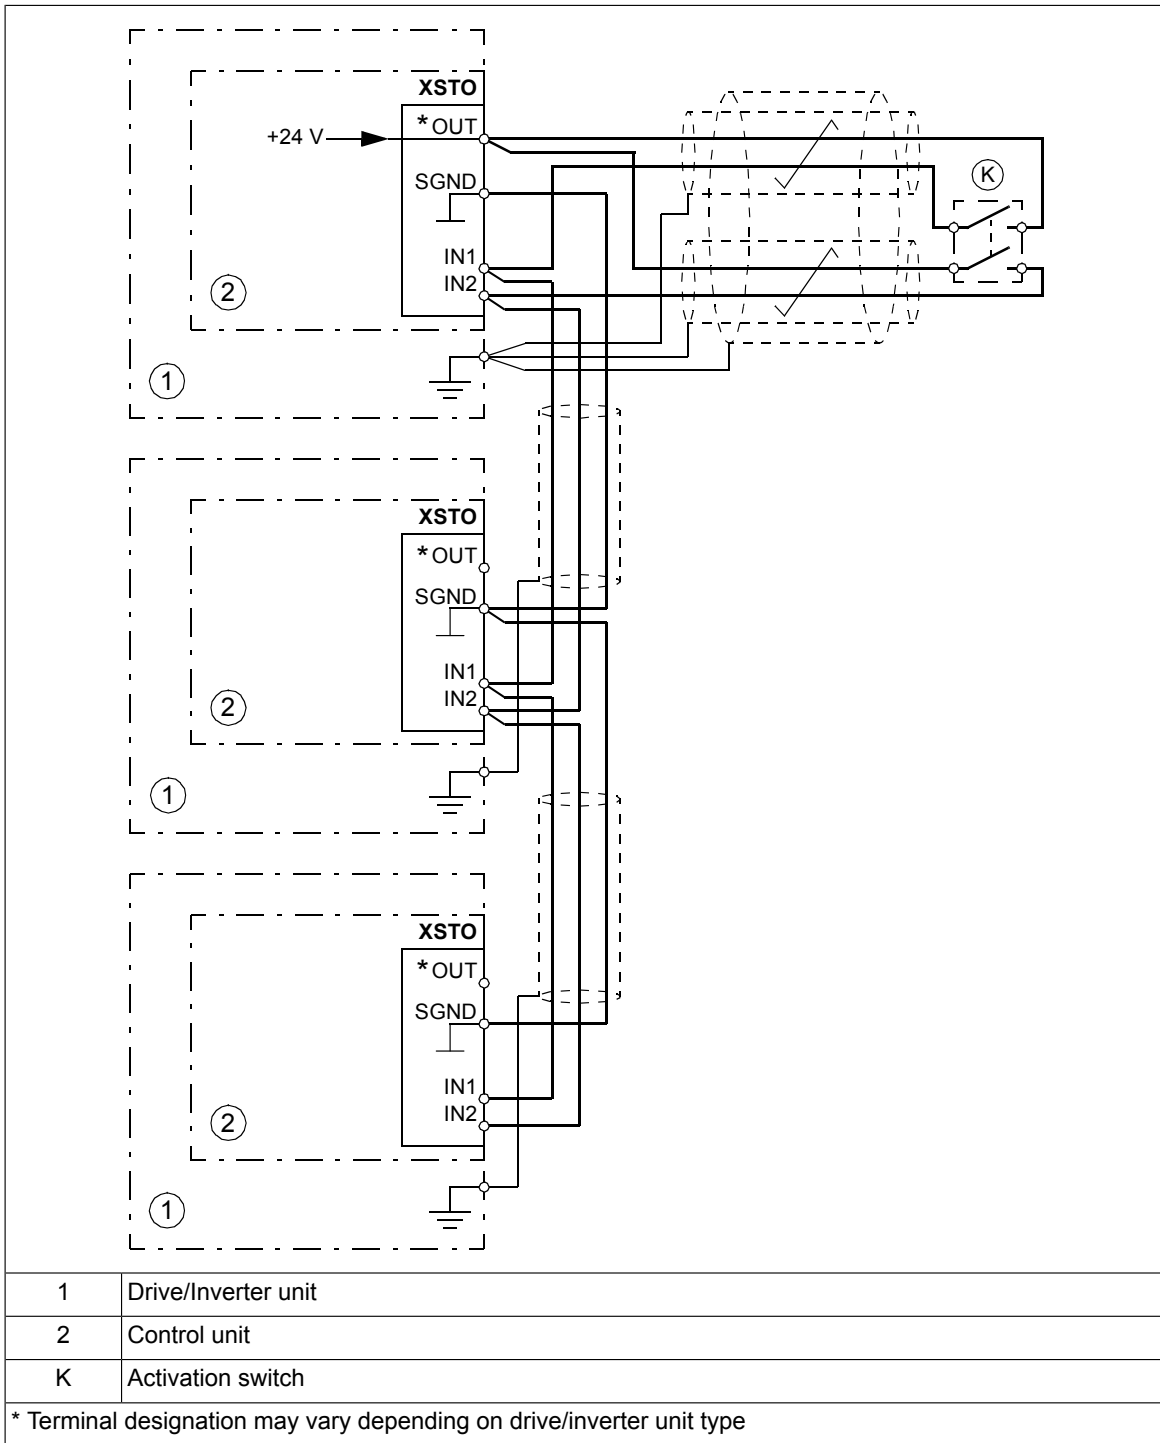 XSTO
* OUT
+24 V
SGND
K
IN1
IN2
2
1
XSTO
* OUT
SGND
IN1
IN2
2
1
XSTO
* OUT
SGND
IN1
IN2
2
1
1 Drive/Inverter unit
2 Control unit
K Activation switch
* Terminal designation may vary depending on drive/inverter unit type